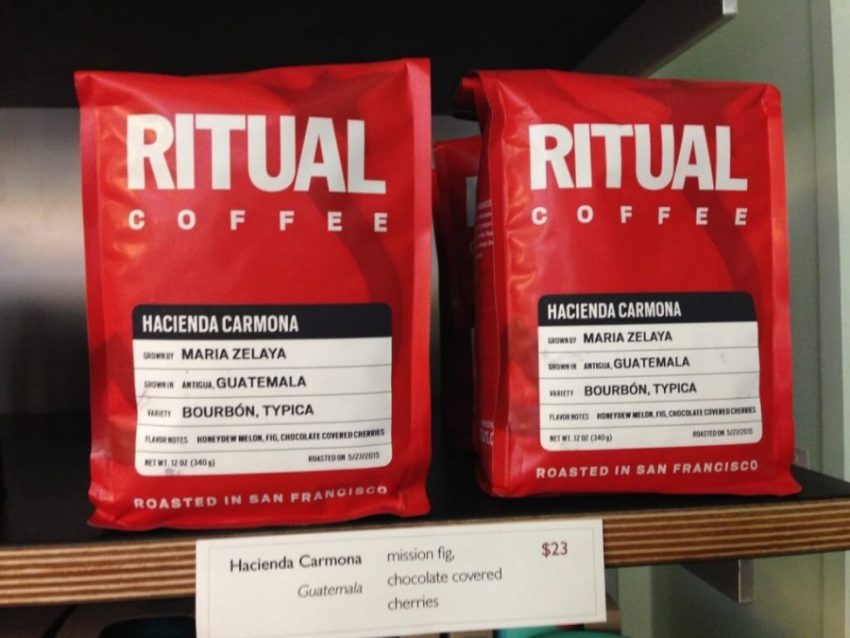 RITUAL
COFFEE
HACIENDA CARMONA
GROWN BY MARIA ZELAYA
GROWN IN ANTIGUA, GUATEMALA
VARIETY BOURBÓN, TYPICA
FLAVOR NOTES HONEYDEW MELON, FIG, CHOCOLATE COVERED CHERRIES
NET WT. 12 OZ (340g) ROASTED ON 5/27/2015
ROASTED IN SAN FRANCISCO
RITUAL
COFFEE
HACIENDA CARMONA
GROWN BY MARIA ZELAYA
GROWN IN ANTIGUA, GUATEMALA
VARIETY BOURBÓN, TYPICA
FLAVOR NOTES HONEYDEW MELON, FIG, CHOCOLATE COVERED CHERRIES
NET WT. 12 OZ (340g) ROASTED ON 5/27/2015
ROASTED IN SAN FRANCISCO
Hacienda Carmona mission fig, $23
Guatemala chocolate covered
cherries